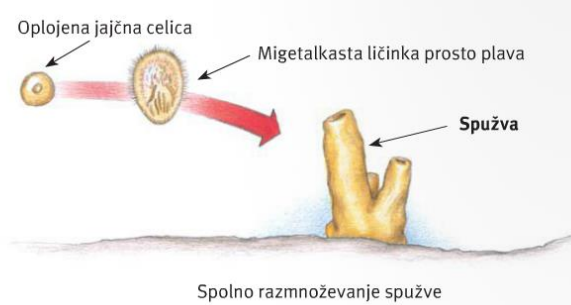 Oplojena jajčna celica
Migetalkasta ličinka prosto plava
Spužva
Spolno razmnoževanje spužve